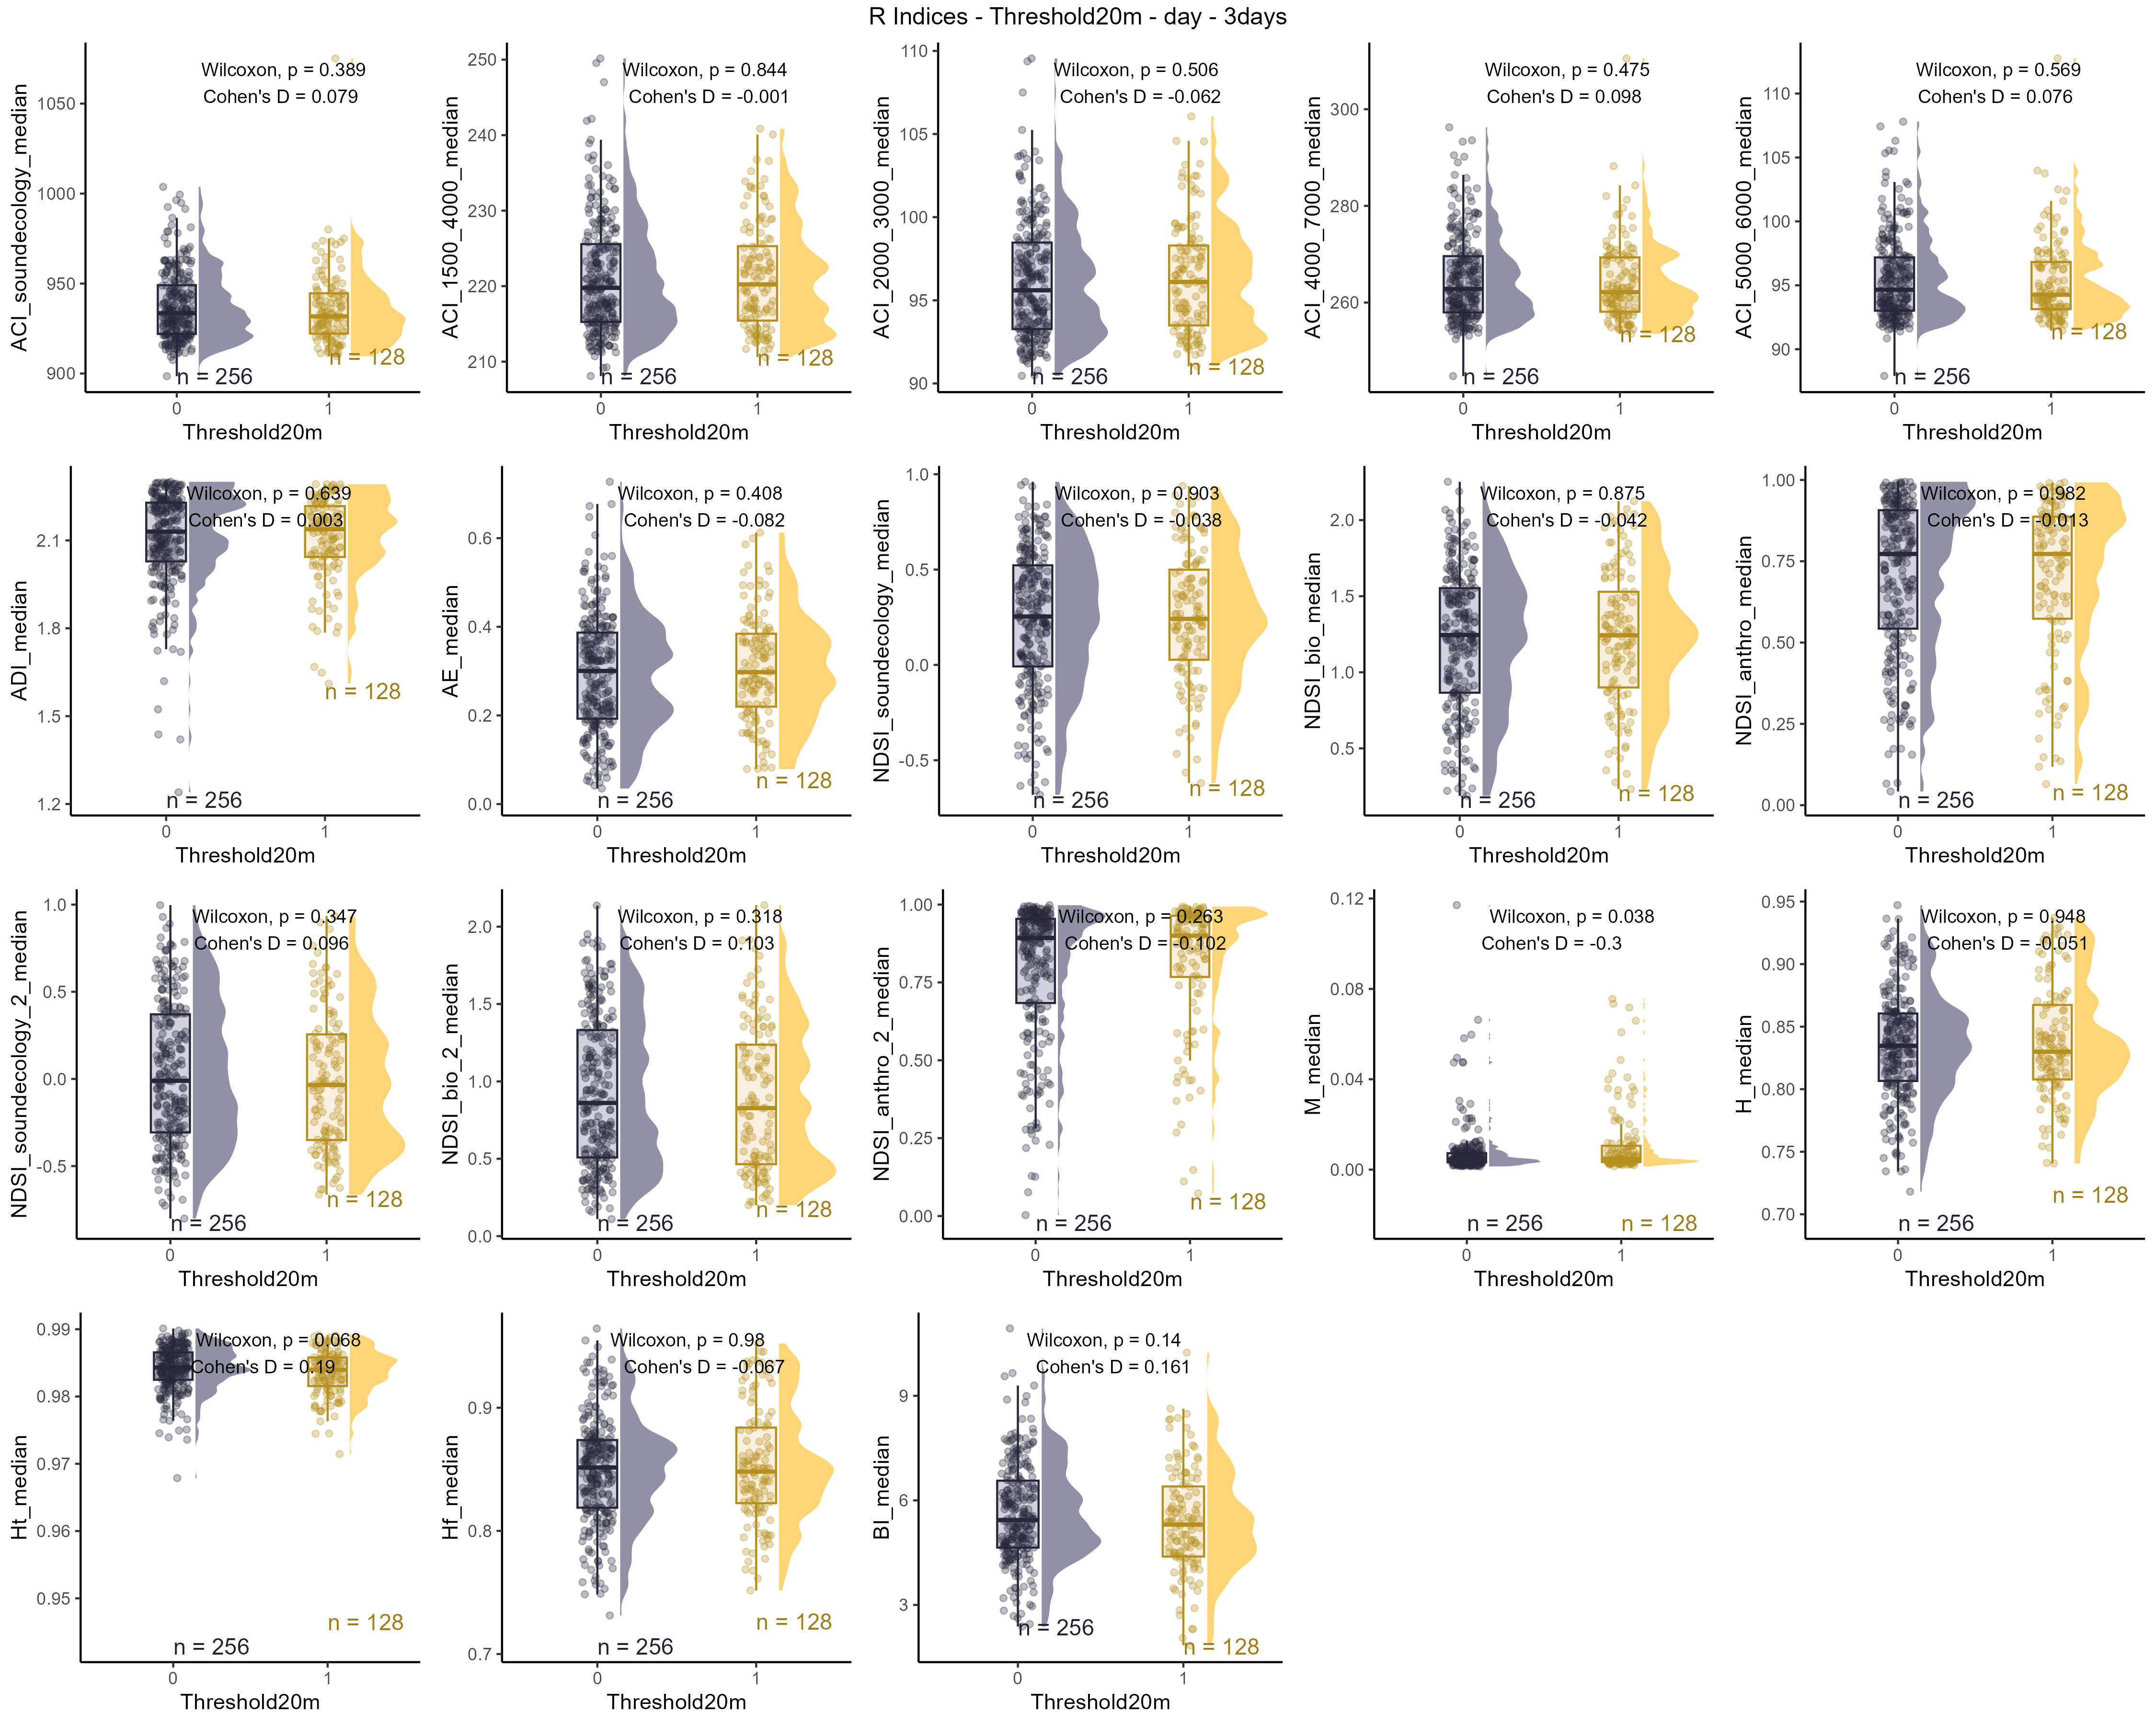 R Indices - Threshold20m - day - 3days
ACI_soundecology_median
1050
1000
950
900
Wilcoxon, p = 0.389
Cohen's D = 0.079
n = 256
n = 128
0
1
Threshold20m
ACI_1500_4000_median
250
240
230
220
210
Wilcoxon, p = 0.844
Cohen's D = -0.001
n = 256
n = 128
0
1
Threshold20m
ACI_2000_3000_median
110
105
100
95
90
Wilcoxon, p = 0.506
Cohen's D = -0.062
n = 256
n = 128
0
1
Threshold20m
ACI_4000_7000_median
300
280
260
Wilcoxon, p = 0.475
Cohen's D = 0.098
n = 256
n = 128
0
1
Threshold20m
ACI_5000_6000_median
110
105
100
95
90
Wilcoxon, p = 0.569
Cohen's D = 0.076
n = 256
n = 128
0
1
Threshold20m
ADI_median
2.1
1.8
1.5
1.2
Wilcoxon, p = 0.639
Cohen's D = 0.003
n = 256
n = 128
0
1
Threshold20m
AE_median
0.6
0.4
0.2
0.0
Wilcoxon, p = 0.408
Cohen's D = -0.082
n = 256
n = 128
0
1
Threshold20m
NDSI_soundecology_median
1.0
0.5
0.0
-0.5
Wilcoxon, p = 0.903
Cohen's D = -0.038
n = 256
n = 128
0
1
Threshold20m
NDSI_bio_median
2.0
1.5
1.0
0.5
Wilcoxon, p = 0.875
Cohen's D = -0.042
n = 256
n = 128
0
1
Threshold20m
NDSI_anthro_median
1.00
0.75
0.50
0.25
0.00
Wilcoxon, p = 0.982
Cohen's D = -0.013
n = 256
n = 128
0
1
Threshold20m
NDSI_soundecology_2_median
1.0
0.5
0.0
-0.5
Wilcoxon, p = 0.347
Cohen's D = 0.096
n = 256
n = 128
0
1
Threshold20m
NDSI_bio_2_median
2.0
1.5
1.0
0.5
0.0
Wilcoxon, p = 0.318
Cohen's D = 0.103
n = 256
n = 128
0
1
Threshold20m
NDSI_anthro_2_median
1.00
0.75
0.50
0.25
0.00
Wilcoxon, p = 0.263
Cohen's D = -0.102
n = 256
n = 128
0
1
Threshold20m
M_median
0.12
0.08
0.04
0.00
Wilcoxon, p = 0.038
Cohen's D = -0.3
n = 256
n = 128
0
1
Threshold20m
H_median
0.95
0.90
0.85
0.80
0.75
0.70
Wilcoxon, p = 0.948
Cohen's D = -0.051
n = 256
n = 128
0
1
Threshold20m
Ht_median
0.99
0.98
0.97
0.96
0.95
Wilcoxon, p = 0.068
Cohen's D = 0.19
n = 256
n = 128
0
1
Threshold20m
Hf_median
0.9
0.8
0.7
Wilcoxon, p = 0.98
Cohen's D = -0.067
n = 256
n = 128
0
1
Threshold20m
BI_median
9
6
3
Wilcoxon, p = 0.14
Cohen's D = 0.161
n = 256
n = 128
0
1
Threshold20m